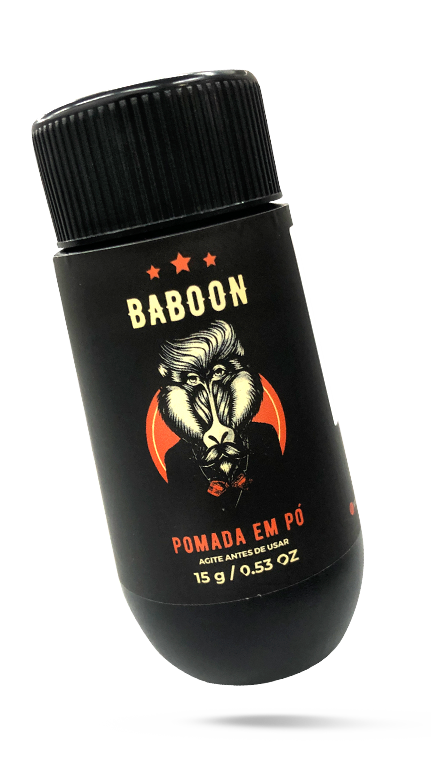 BABOON
POMADA EM PÓ
AGITE ANTES DE USAR
15 g / 0.53 OZ